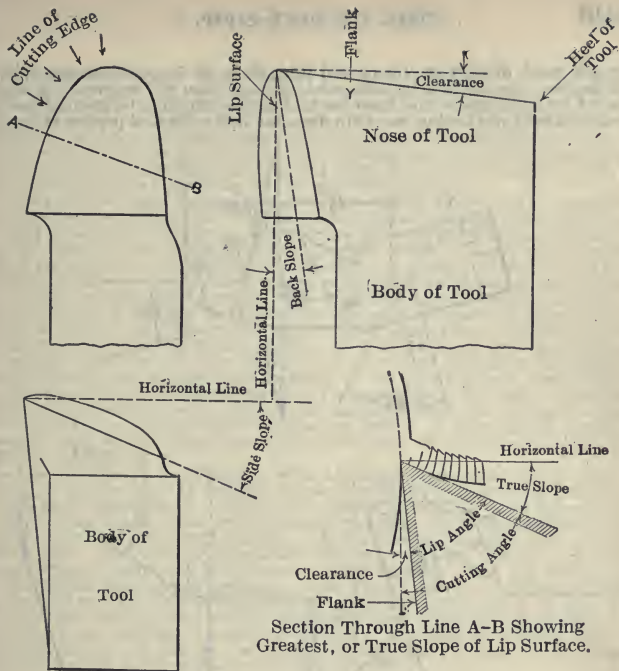 Line of
Cutting Edge
A
B
Lip Surface
Flank
Clearance
Heel of
Tool
Nose of Tool
Back Slope
Horizontal Line
Body of Tool
Horizontal Line
Side Slope
Body of
Tool
Horizontal Line
True Slope
Lip Angle
Cutting Angle
Clearance
Flank
Section Through Line A–B Showing
Greatest, or True Slope of Lip Surface.